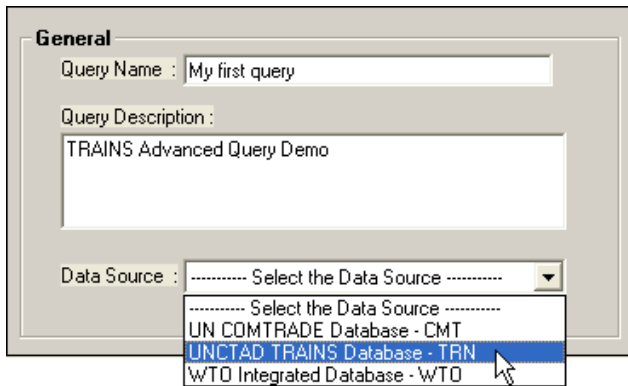 General
Query Name : My first query
Query Description :
TRAINS Advanced Query Demo
Data Source : ---------- Select the Data Source ----------
---------- Select the Data Source ----------
UN COMTRADE Database - CMT
UNCTAD TRAINS Database - TRN
WTO Integrated Database - WTO